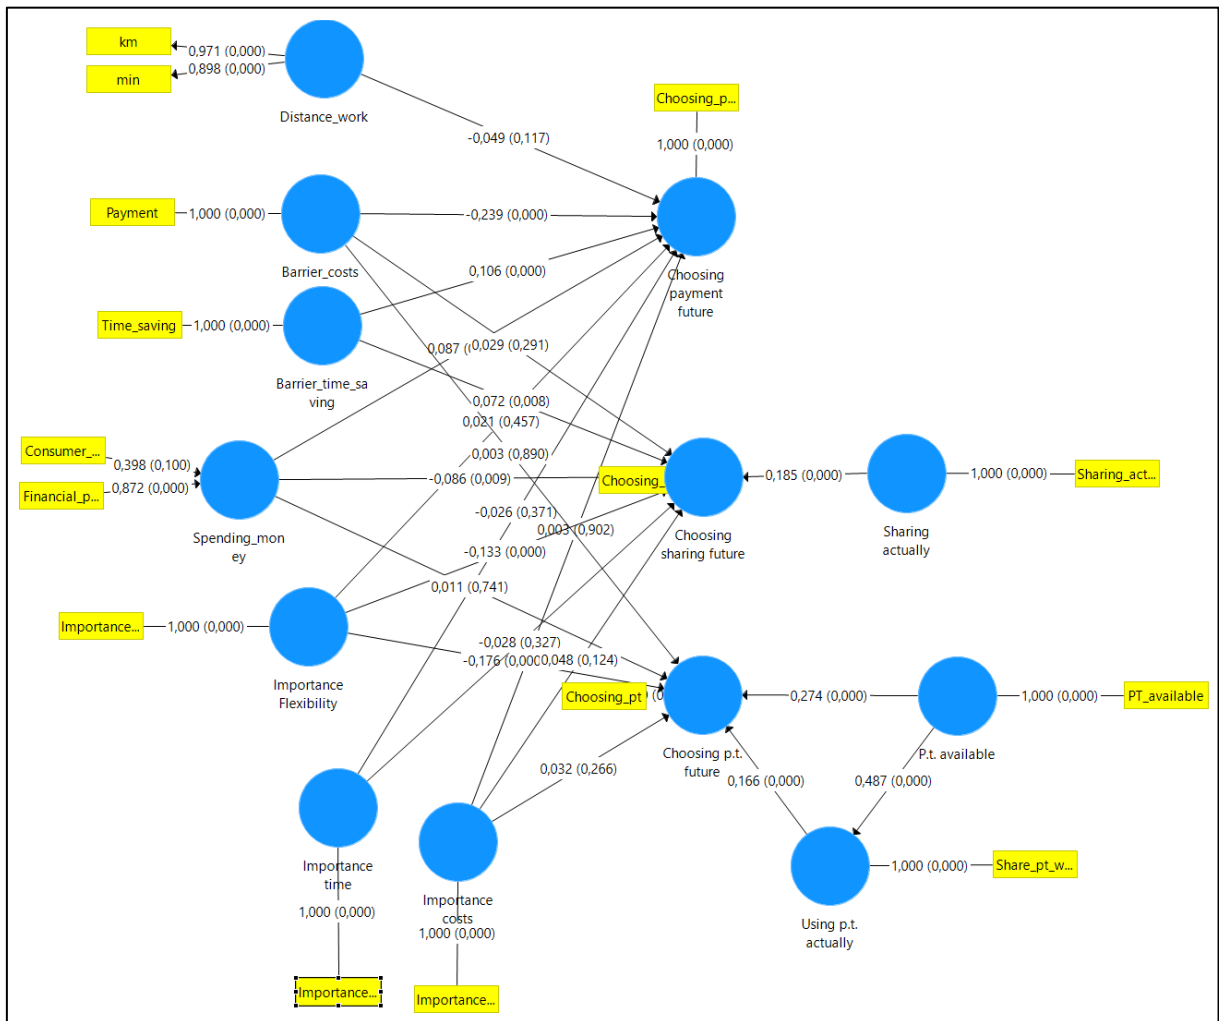 km
0,971 (0,000)
min
0,898 (0,000)
Distance_work
Choosing_p...
-0,049 (0,117)
1,000 (0,000)
Payment
1,000 (0,000)
-0,239 (0,000)
Barrier_costs
0,106 (0,000)
Choosing
payment
future
Time_saving
1,000 (0,000)
0,087 (
0,029 (0,291)
Barrier_time_sa
ving
0,072 (0,008)
0,021 (0,457)
Consumer_...
0,398 (0,100)
0,003 (0,890)
Financial_p...
0,872 (0,000)
-0,086 (0,009)
Choosing_
0,185 (0,000)
1,000 (0,000)
Sharing_act...
-0,026 (0,371)
0,003 (0,902)
Spending_mon
ey
Choosing
sharing future
Sharing
actually
-0,133 (0,000)
0,011 (0,741)
Importance...
1,000 (0,000)
-0,028 (0,327)
-0,176 (0,000
0,048 (0,124)
Importance
Flexibility
Choosing_pt
0,274 (0,000)
1,000 (0,000)
PT_available
Choosing p.t.
future
P.t. available
0,032 (0,266)
0,166 (0,000)
0,487 (0,000)
Importance
time
1,000 (0,000)
Share_pt_w...
Importance
costs
1,000 (0,000)
1,000 (0,000)
Using p.t.
actually
Importance...
Importance...